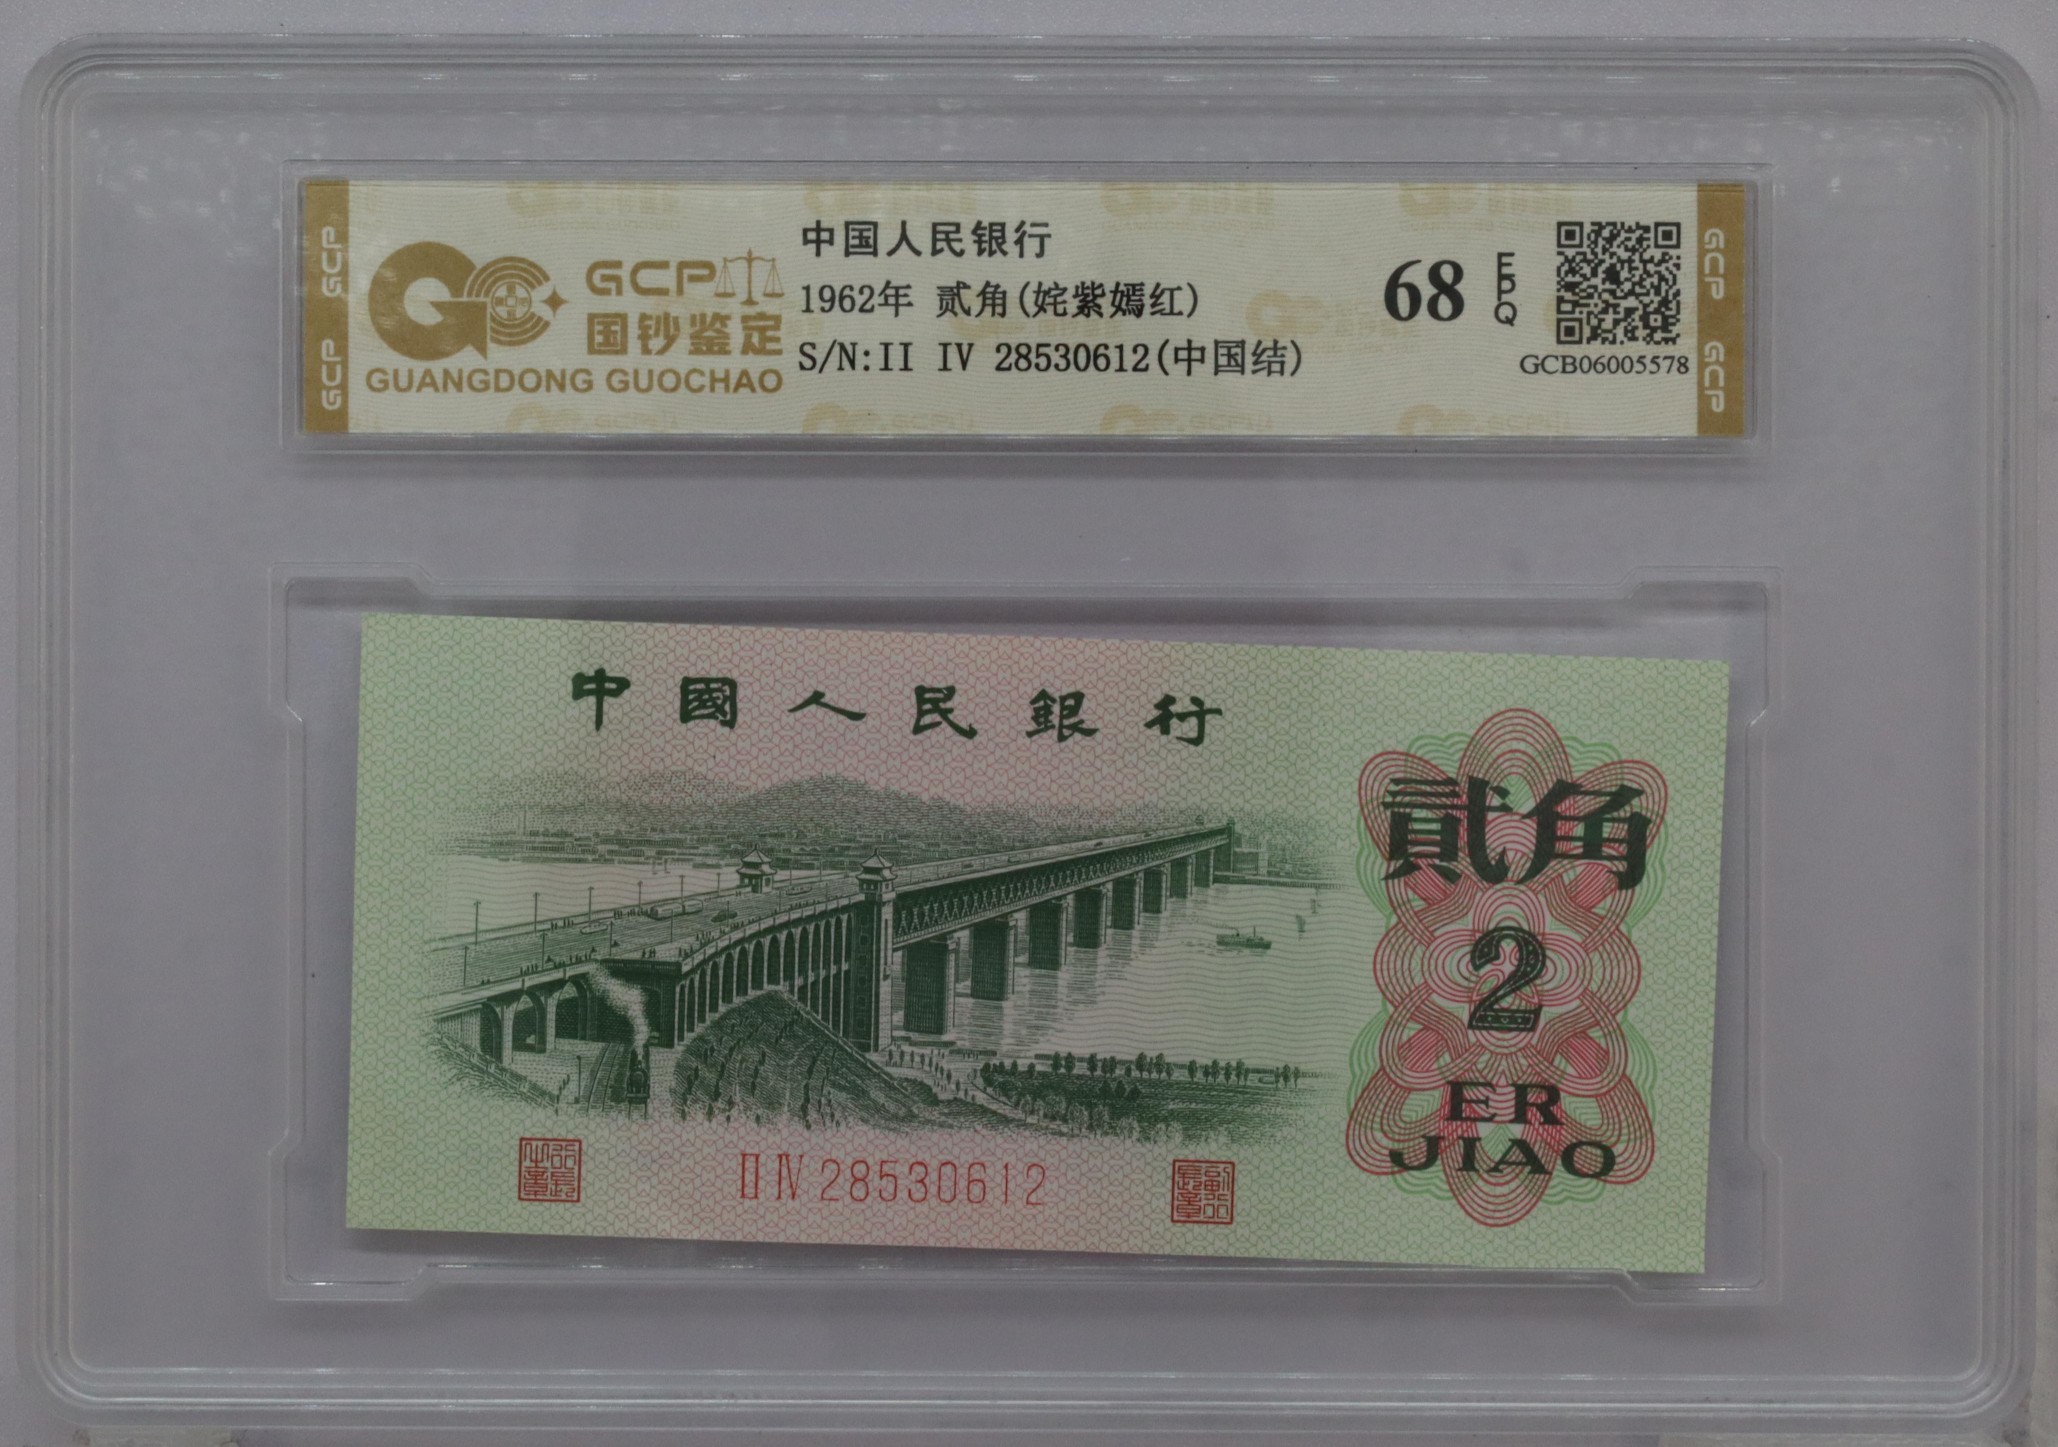 GCP
GCP
GCP
国钞鉴定
GUANGDONG GUOCHAO
中国人民银行
1962年 贰角(姹紫嫣红)
S/N:II IV 28530612(中国结)
68
EPQ
GCB06005578
GCP
GCP
中國人民銀行
貳角
2
ER
JIAO
II IV 28530612